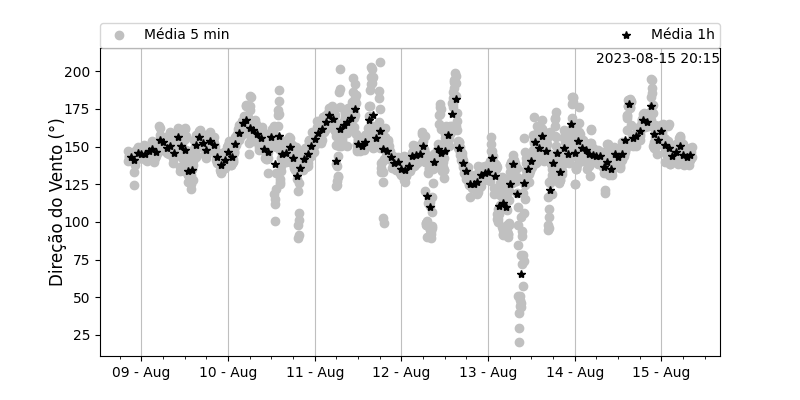 Média 5 min
Média 1h
2023-08-15 20:15
Direção do Vento (°)
200
175
150
125
100
75
50
25
09 - Aug
10 - Aug
11 - Aug
12 - Aug
13 - Aug
14 - Aug
15 - Aug